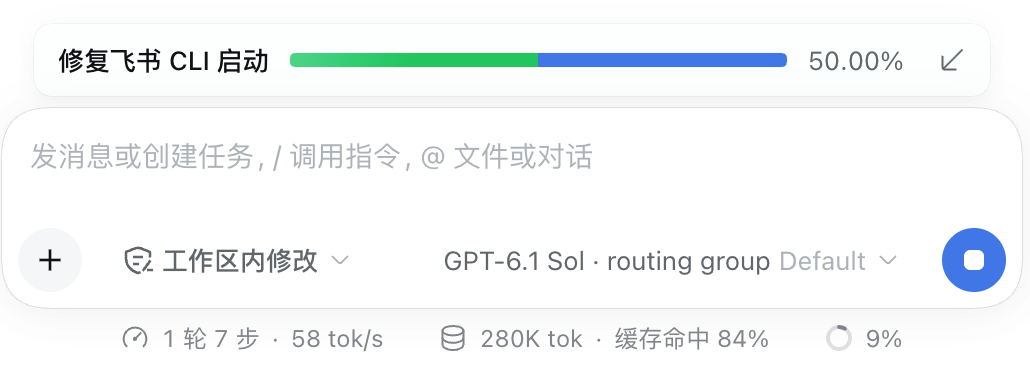 修复飞书 CLI 启动 50.00%
发消息或创建任务, / 调用指令, @ 文件或对话
工作区内修改 GPT-6.1 Sol · routing group Default
1 轮 7 步 · 58 tok/s 280K tok · 缓存命中 84% 9%